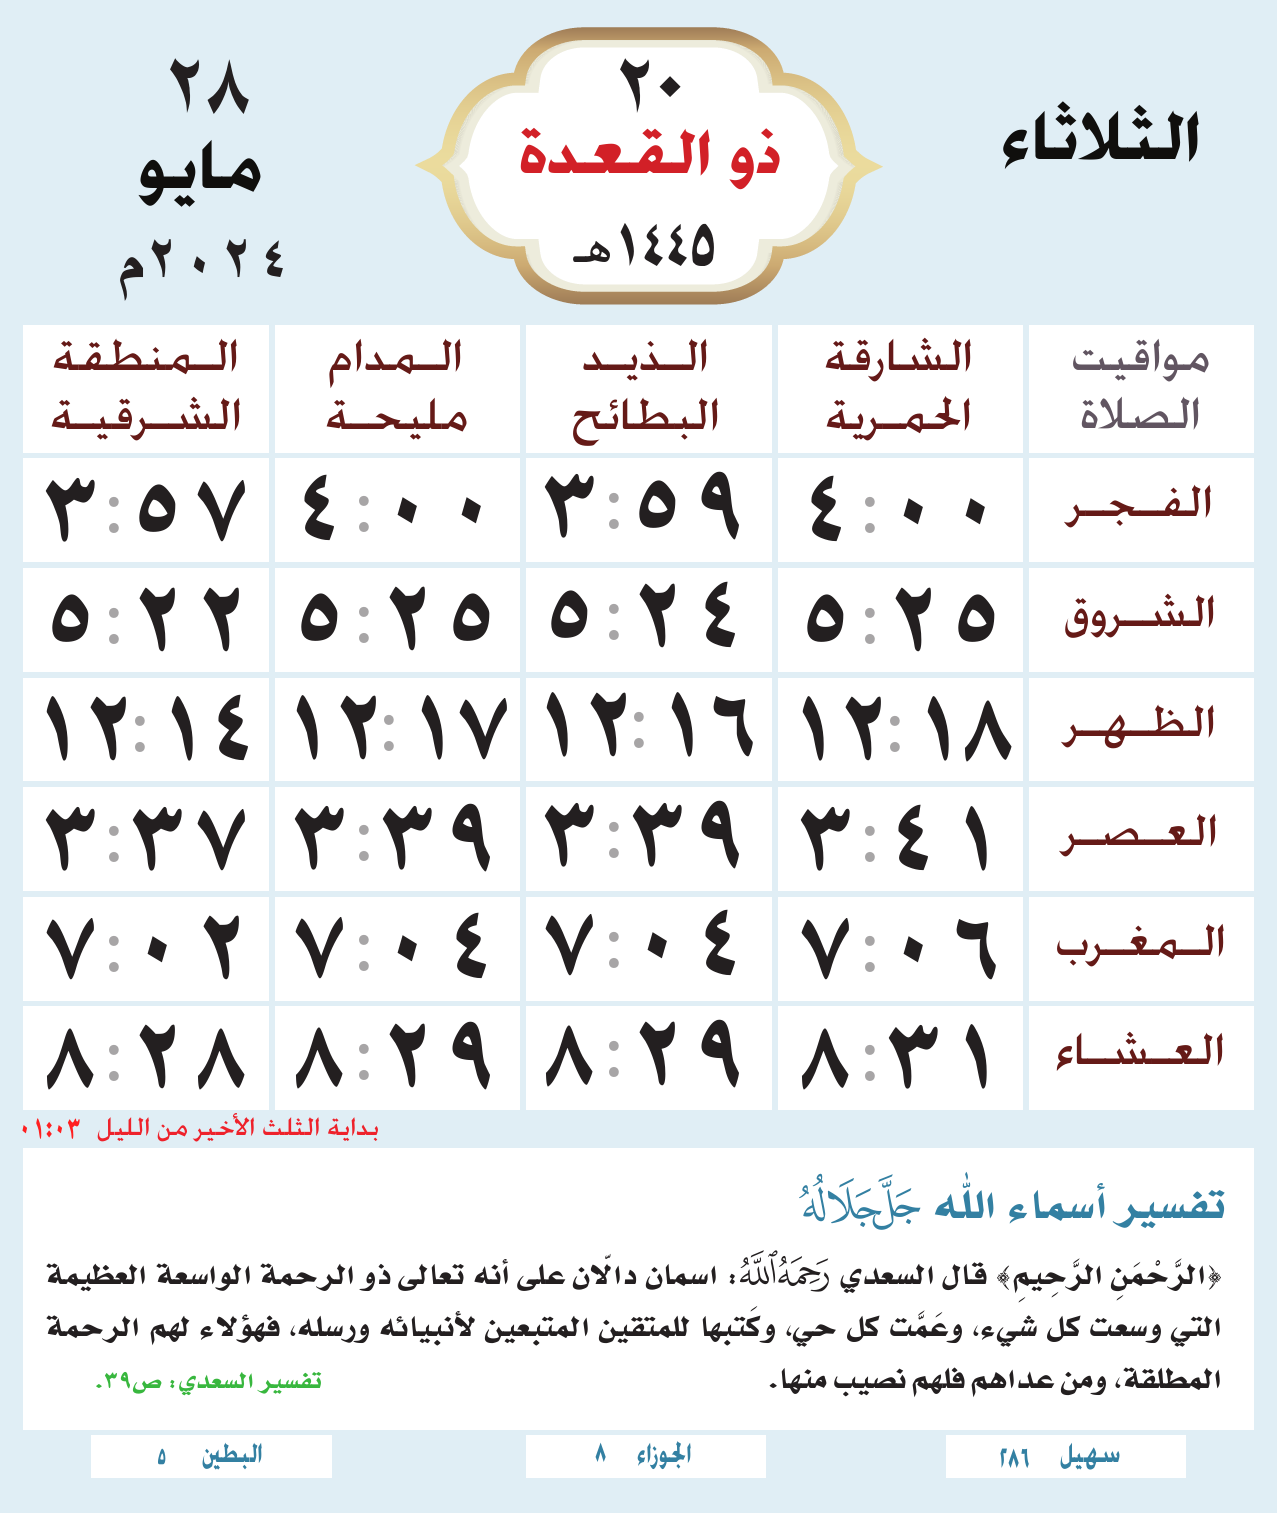 الثلاثاء
٢٠
ذو القعدة
١٤٤٥هـ
٢٨
مايو
٢٠٢٤م
مواقيت الصلاة
الشارقة الحمرية
الذيد البطائح
المدام مليحة
المنطقة الشرقية
الفجر ٤:٠٠ ٣:٥٩ ٤:٠٠ ٣:٥٧
الشروق ٥:٢٥ ٥:٢٤ ٥:٢٥ ٥:٢٢
الظهر ١٢:١٨ ١٢:١٦ ١٢:١٧ ١٢:١٤
العصر ٣:٤١ ٣:٣٩ ٣:٣٩ ٣:٣٧
المغرب ٧:٠٦ ٧:٠٤ ٧:٠٤ ٧:٠٢
العشاء ٨:٣١ ٨:٢٩ ٨:٢٩ ٨:٢٨
بداية الثلث الأخير من الليل ٠١:٠٣
تفسير أسماء الله جَلَّ جَلَالُهُ
﴿الرَّحْمَنِ الرَّحِيمِ﴾ قال السعدي رَحِمَهُ ٱللَّهُ: اسمان دالّان على أنه تعالى ذو الرحمة الواسعة العظيمة
التي وسعت كل شيء، وعَمَّت كل حي، وكَتبها للمتقين المتبعين لأنبيائه ورسله، فهؤلاء لهم الرحمة
المطلقة، ومن عداهم فلهم نصيب منها.
تفسير السعدي: ص٣٩.
سهيل ٢٨٦
الجوزاء ٨
البطين ٥